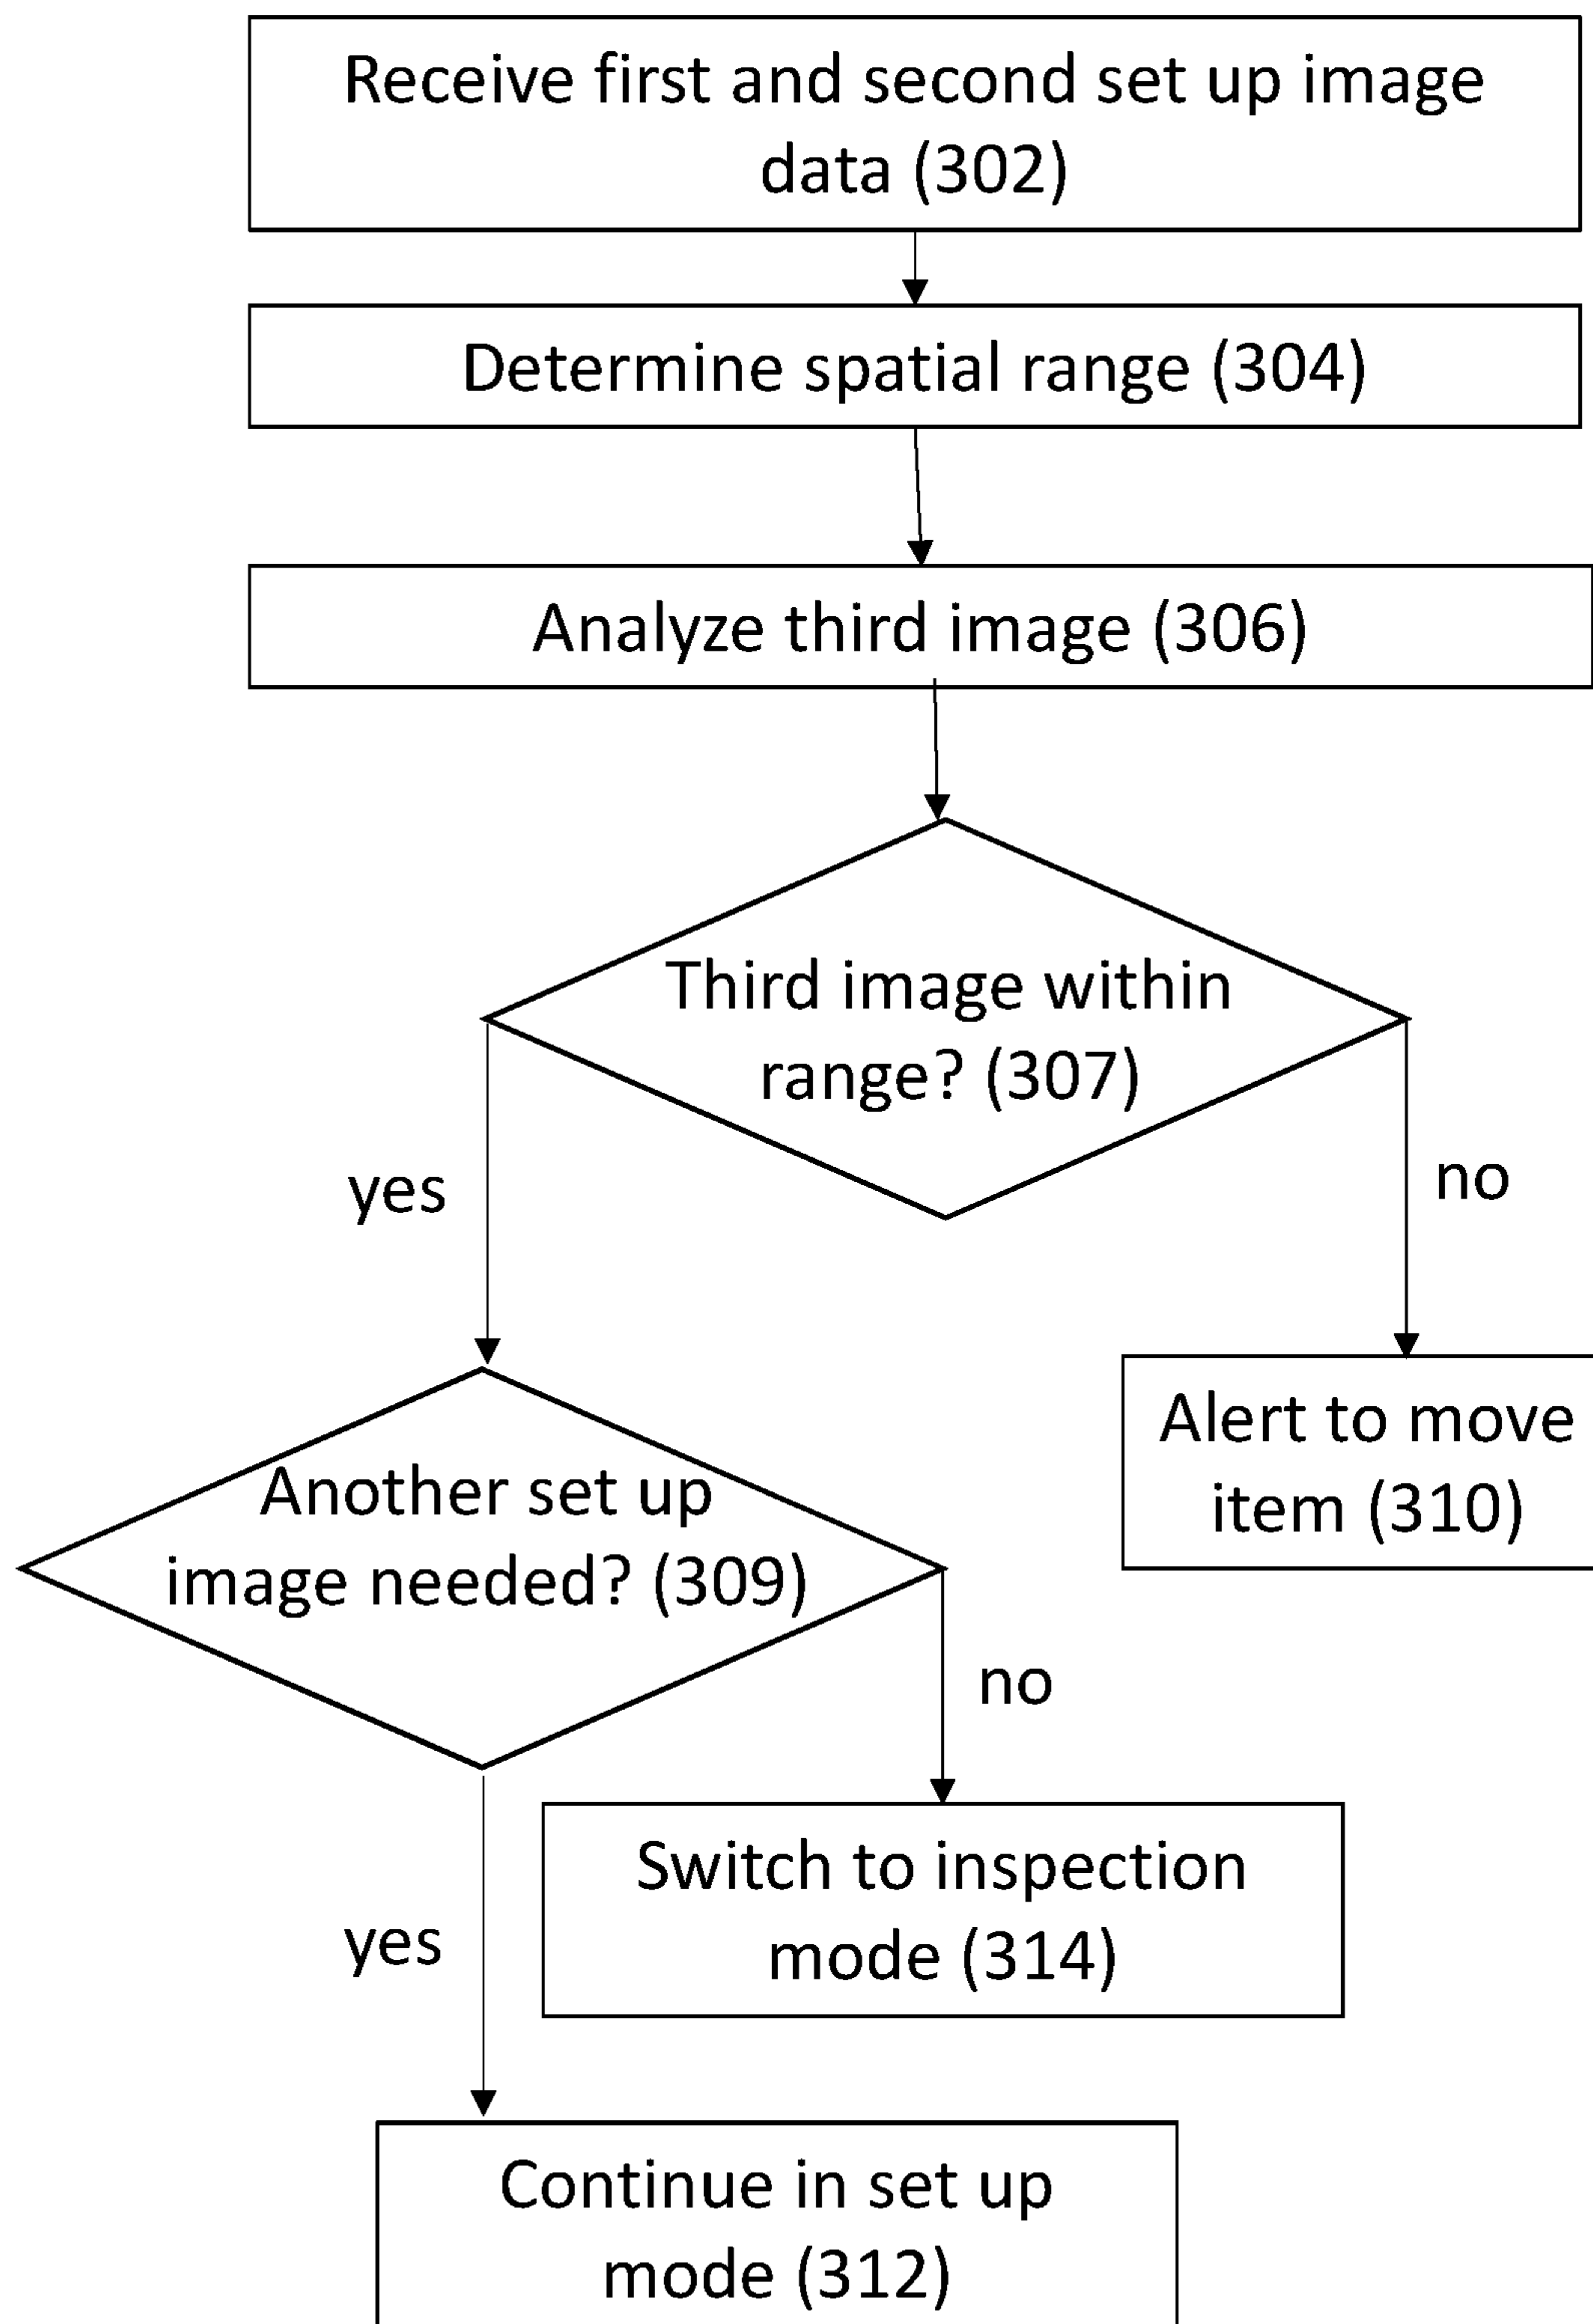 Receive first and second set up image
data (302)
Determine spatial range (304)
Analyze third image (306)
Third image within
range? (307)
yes
no
Alert to move
item (310)
Another set up
image needed? (309)
no
Switch to inspection
mode (314)
yes
Continue in set up
mode (312)